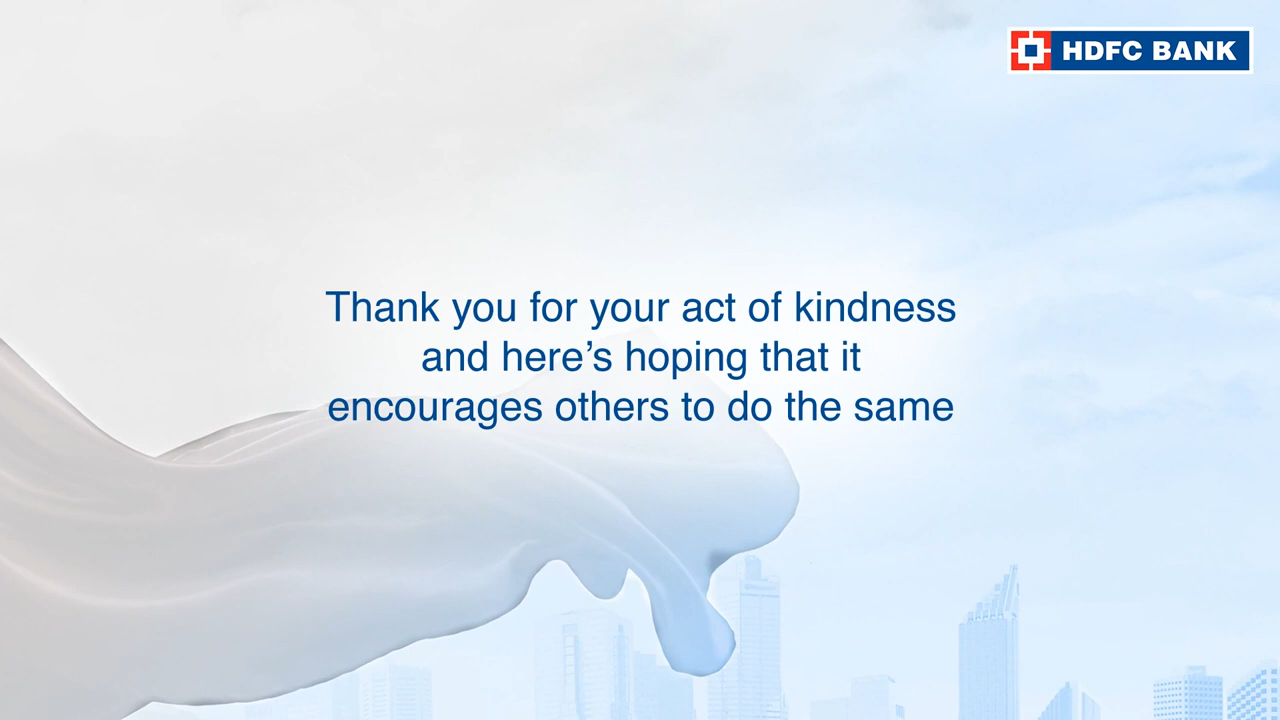 HDFC BANK
Thank you for your act of kindness
and here’s hoping that it
encourages others to do the same